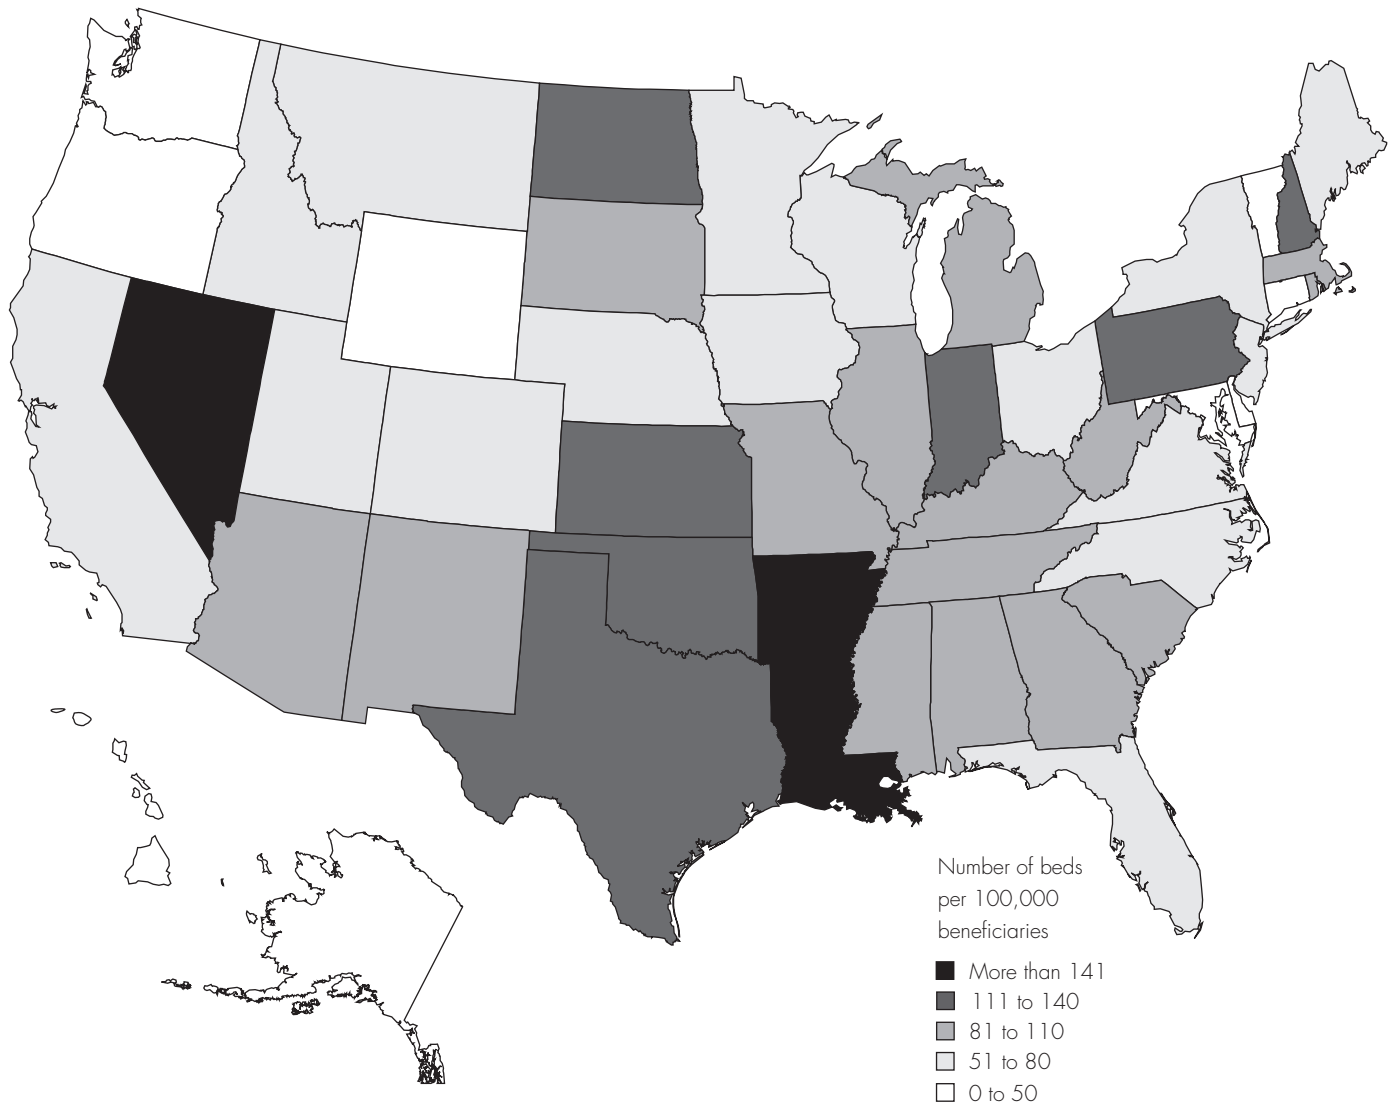 Number of beds
per 100,000
beneficiaries
More than 141
111 to 140
81 to 110
51 to 80
0 to 50